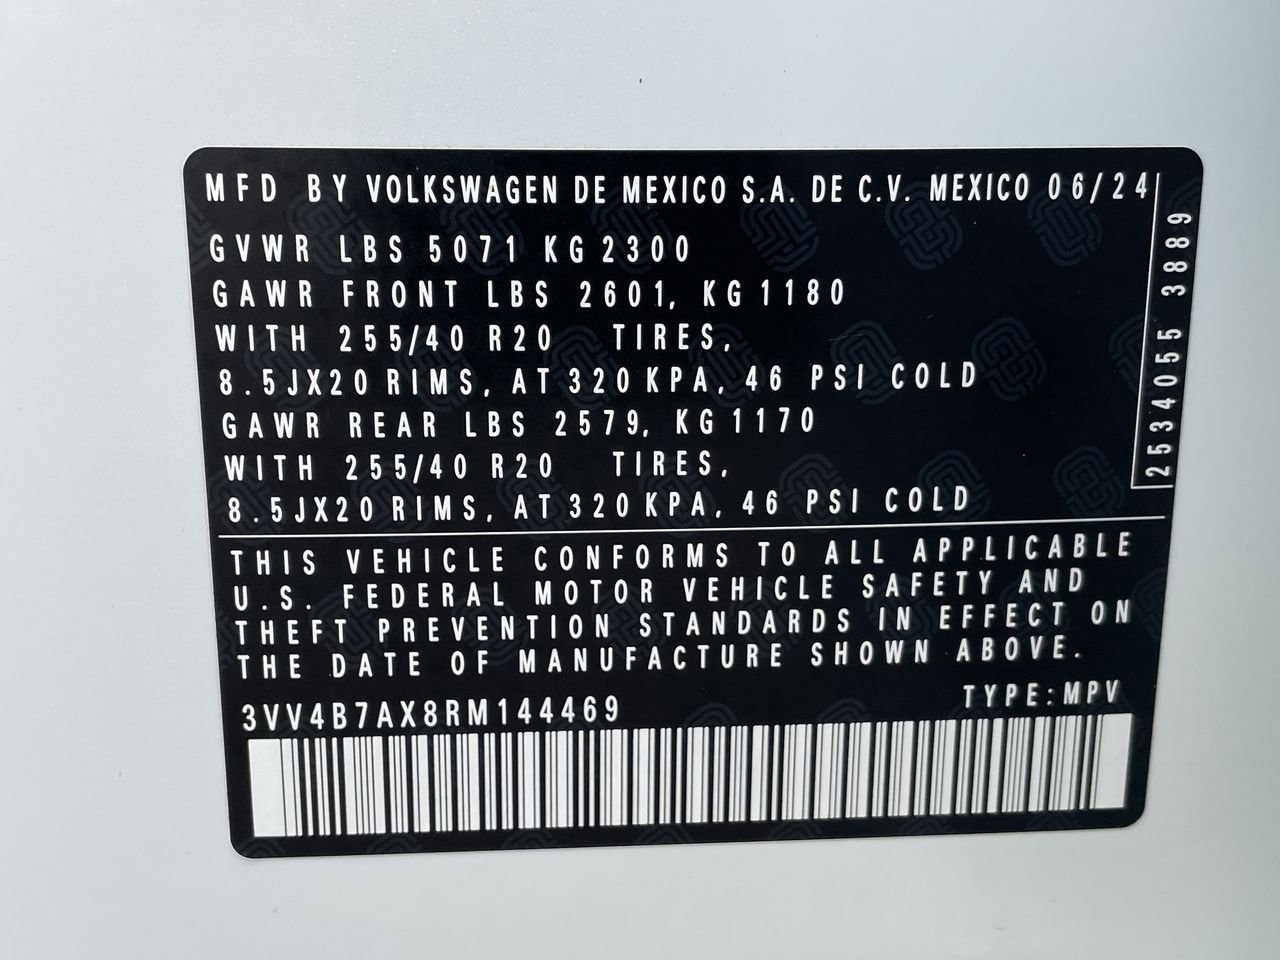 MFD BY VOLKSWAGEN DE MEXICO S.A. DE C.V. MEXICO 06/24
GVWR LBS 5071 KG 2300
GAWR FRONT LBS 2601, KG 1180
WITH 255/40 R20 TIRES,
8.5JX20 RIMS, AT 320 KPA, 46 PSI COLD
GAWR REAR LBS 2579, KG 1170
WITH 255/40 R20 TIRES,
8.5JX20 RIMS, AT 320 KPA, 46 PSI COLD
2534055 3889
THIS VEHICLE CONFORMS TO ALL APPLICABLE
U.S. FEDERAL MOTOR VEHICLE SAFETY AND
THEFT PREVENTION STANDARDS IN EFFECT ON
THE DATE OF MANUFACTURE SHOWN ABOVE.
3VV4B7AX8RM144469 TYPE: MPV